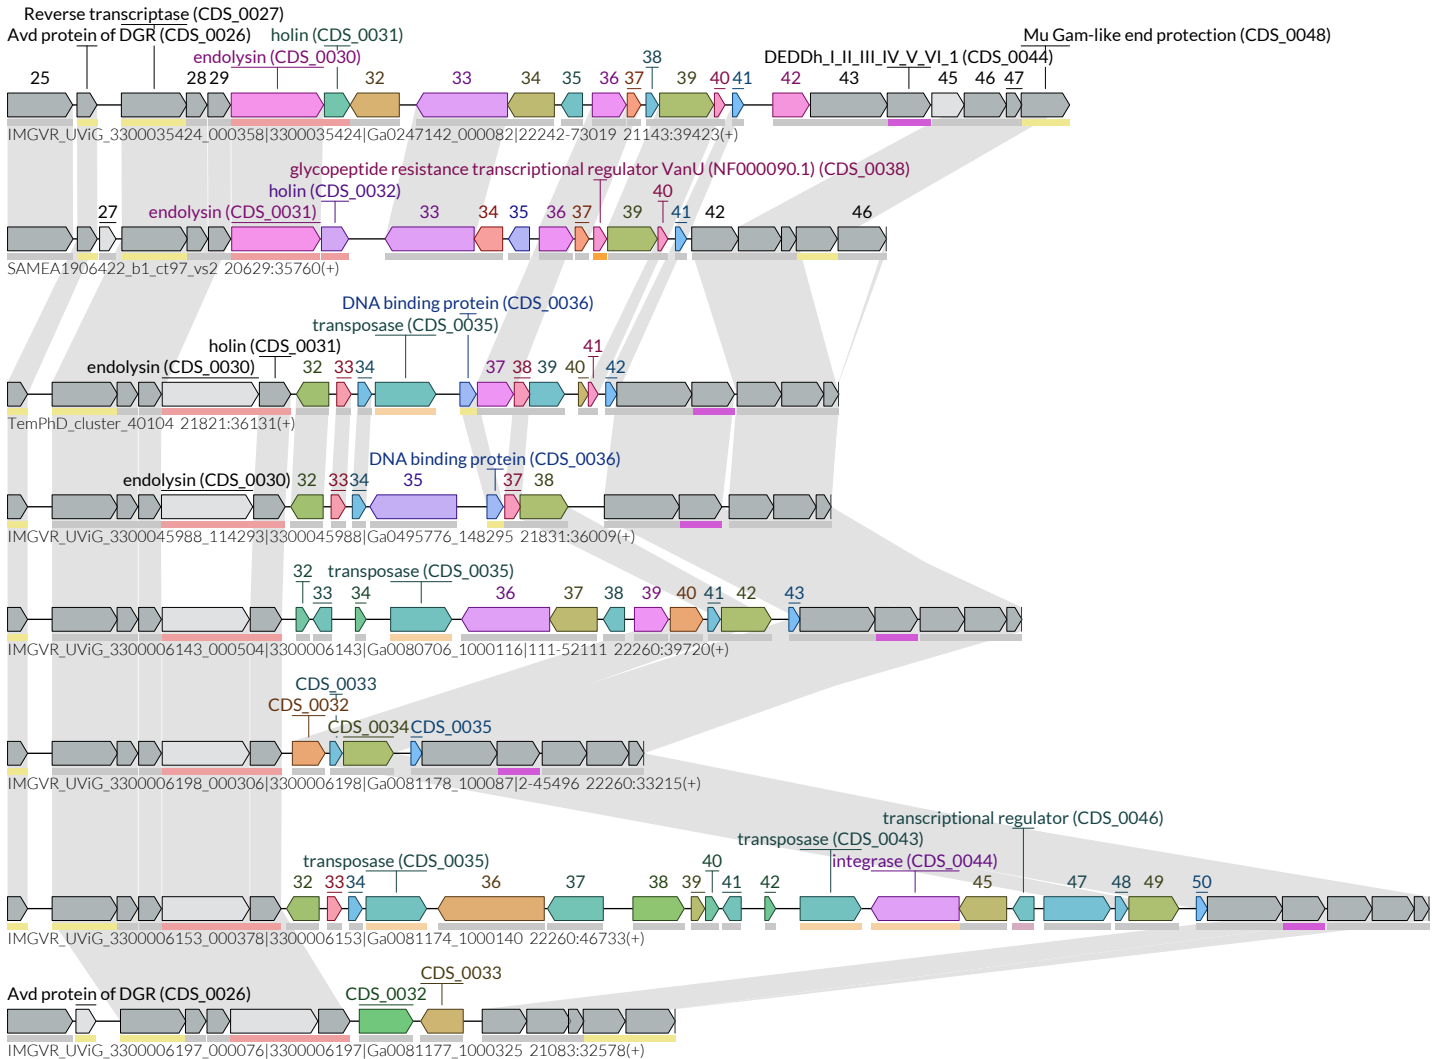 Reverse transcriptase (CDS_0027)
Avd protein of DGR (CDS_0026) holin (CDS_0031) Mu Gam-like end protection (CDS_0048)
endolysin (CDS_0030) 38 DEDDh_I_II_III_IV_V_VI_1 (CDS_0044)
25 28 29 32 33 34 35 36 37 39 40 41 42 43 45 46 47
IMGVR_UViG_3300035424_000358|3300035424|Ga0247142_000082|22242-73019 21143:39423(+)
glycopeptide resistance transcriptional regulator VanU (NF000090.1) (CDS_0038)
holin (CDS_0032) 40
27 endolysin (CDS_0031) 33 34 35 36 37 39 41 42 46
SAMEA1906422_b1_ct97_vs2 20629:35760(+)
DNA binding protein (CDS_0036)
transposase (CDS_0035)
holin (CDS_0031) 41
endolysin (CDS_0030) 32 33 34 37 38 39 40 42
TemPhD_cluster_40104 21821:36131(+)
DNA binding protein (CDS_0036)
endolysin (CDS_0030) 32 33 34 35 37 38
IMGVR_UViG_3300045988_114293|3300045988|Ga0495776_148295 21831:36009(+)
32 transposase (CDS_0035)
33 34 36 37 38 39 40 41 42 43
IMGVR_UViG_3300006143_000504|3300006143|Ga0080706_1000116|111-52111 22260:39720(+)
CDS_0033
CDS_0032
CDS_0034 CDS_0035
IMGVR_UViG_3300006198_000306|3300006198|Ga0081178_100087|2-45496 22260:33215(+)
transcriptional regulator (CDS_0046)
transposase (CDS_0043)
transposase (CDS_0035) 40 integrase (CDS_0044)
32 33 34 36 37 38 39 41 42 45 47 48 49 50
IMGVR_UViG_3300006153_000378|3300006153|Ga0081174_1000140 22260:46733(+)
CDS_0033
Avd protein of DGR (CDS_0026) CDS_0032
IMGVR_UViG_3300006197_000076|3300006197|Ga0081177_1000325 21083:32578(+)